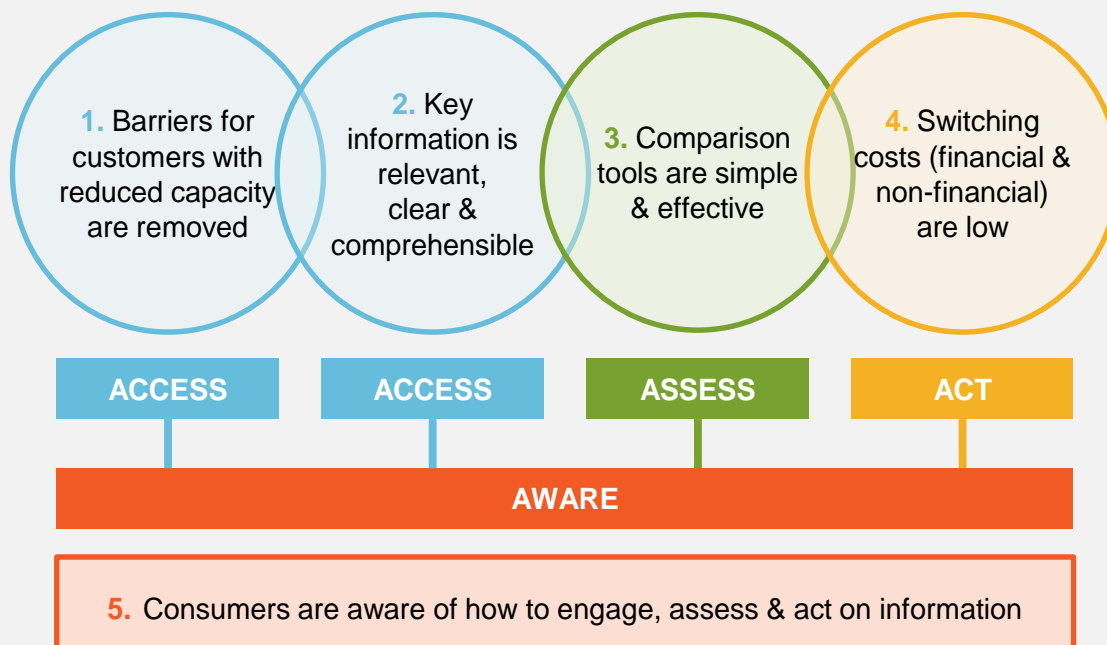 1. Barriers for
customers with
reduced capacity
are removed
2. Key
information is
relevant,
clear &
comprehensible
3. Comparison
tools are simple
& effective
4. Switching
costs (financial &
non-financial)
are low
ACCESS
ACCESS
ASSESS
ACT
AWARE
5. Consumers are aware of how to engage, assess & act on information